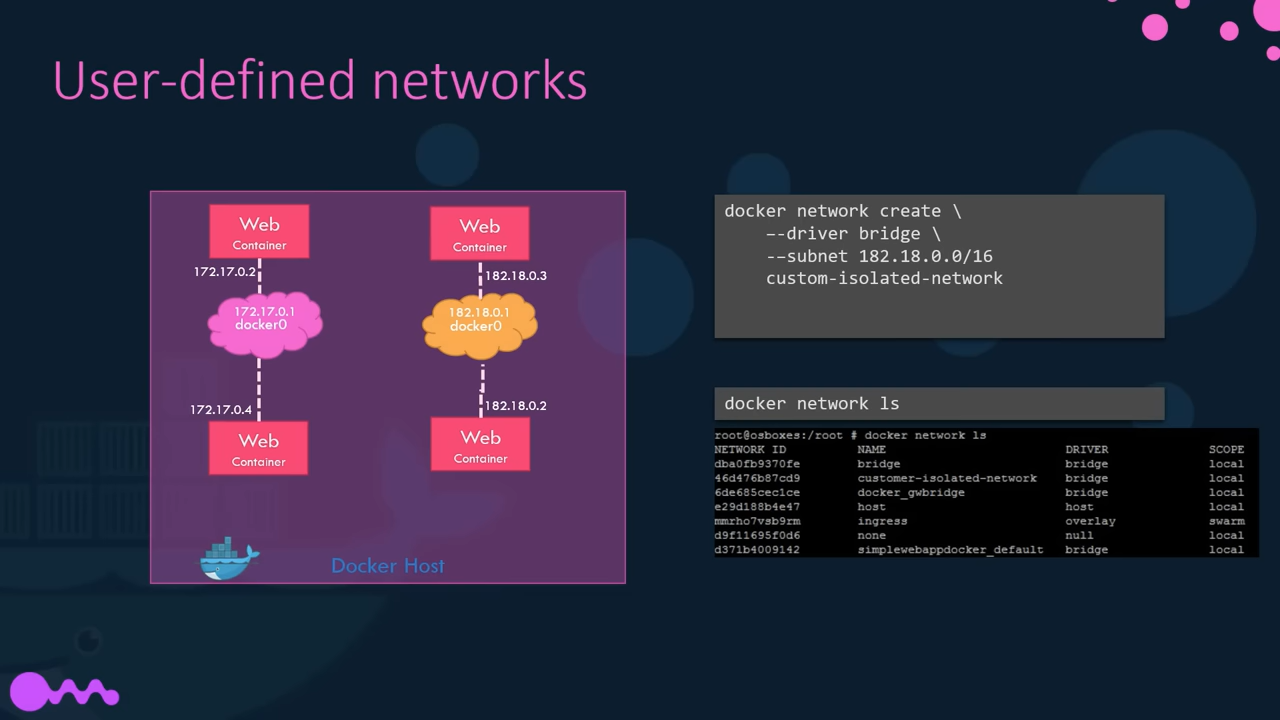 User-defined networks
Web
Container
172.17.0.2
172.17.0.1
docker0
172.17.0.4
Web
Container
Web
Container
182.18.0.3
182.18.0.1
docker0
182.18.0.2
Web
Container
Docker Host
docker network create \
–-driver bridge \
--subnet 182.18.0.0/16
custom-isolated-network
docker network ls
root@osboxes:/root # docker network ls
NETWORK ID NAME DRIVER SCOPE
dba0fb9370fe bridge bridge local
46d476b87cd9 customer-isolated-network bridge local
6de685cec1ce docker_gwbridge bridge local
e29d188b4e47 host host local
mmrho7vsb9rm ingress overlay swarm
d9f11695f0d6 none null local
d371b4009142 simplewebappdocker_default bridge local